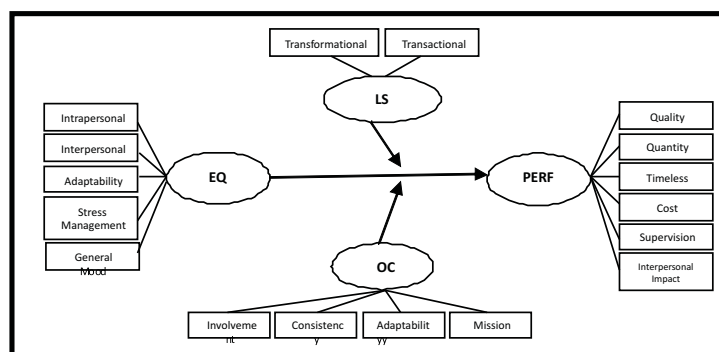 Transformational
Transactional
LS
Intrapersonal
Interpersonal
Adaptability
Stress
Management
General
Mood
EQ
PERF
Quality
Quantity
Timeless
Cost
Supervision
Interpersonal
Impact
OC
Involveme
nt
Consistenc
y
Adaptabilit
yy
Mission